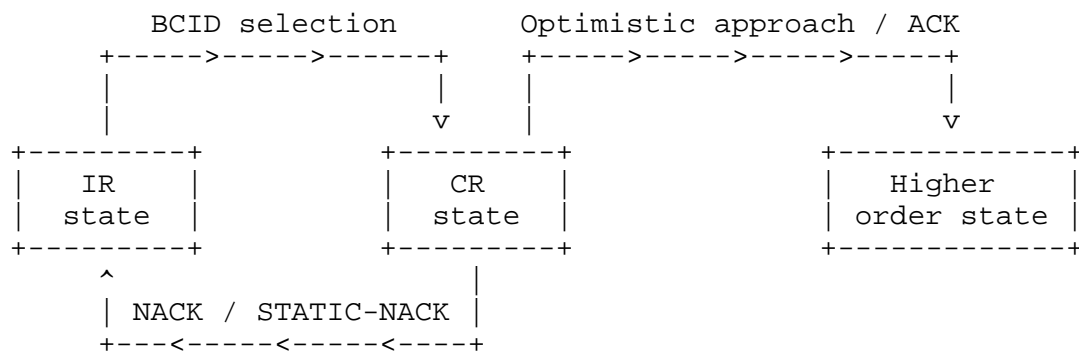 BCID selection Optimistic approach / ACK
IR CR Higher
state state order state
NACK / STATIC-NACK